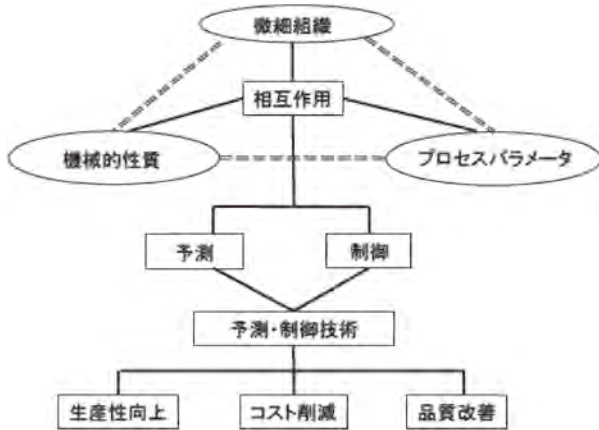 微細組織
相互作用
機械的性質
プロセスパラメータ
予測
制御
予測・制御技術
生産性向上
コスト削減
品質改善